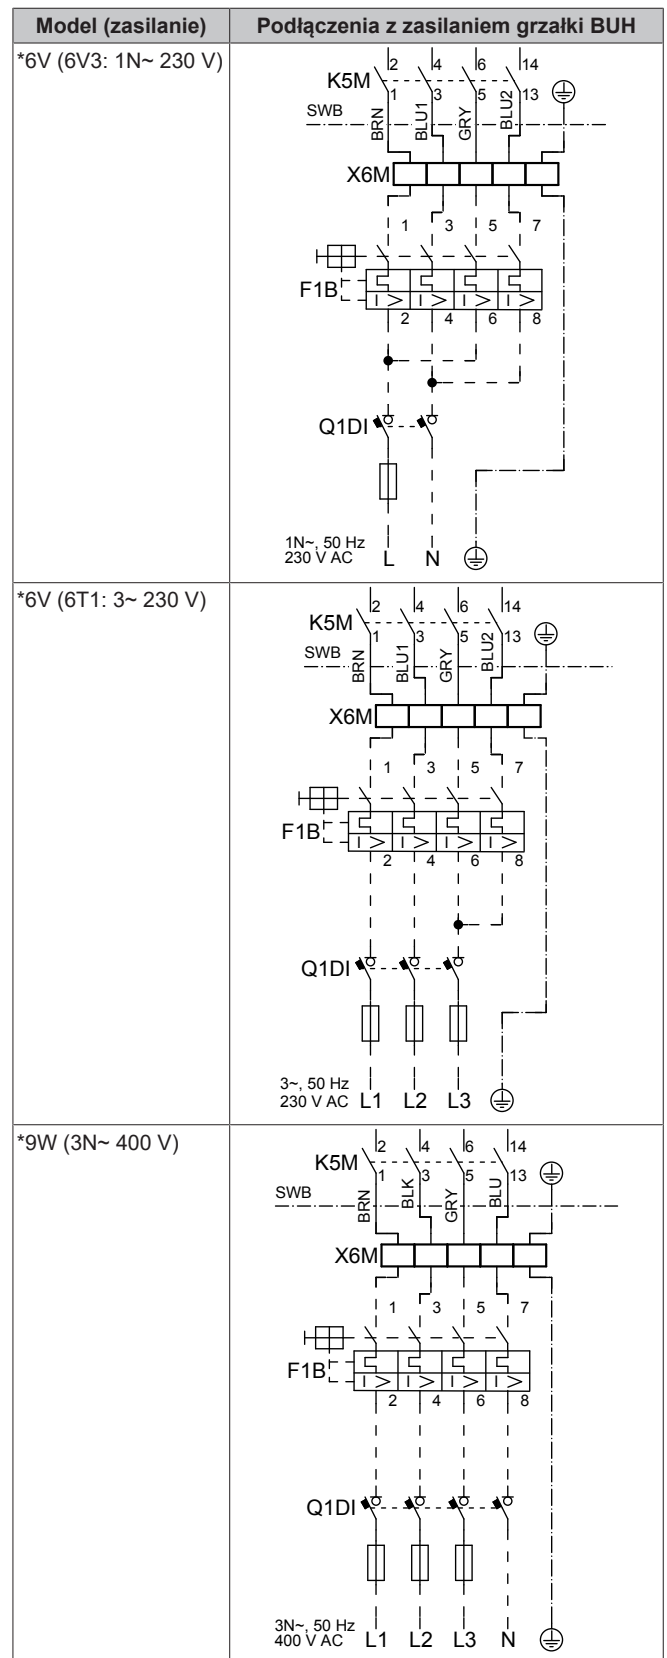 Model (zasilanie) Podłączenia z zasilaniem grzałki BUH
*6V (6V3: 1N~ 230 V)
2 4 6 14
K5M
1 3 5 13
SWB
BRN BLU1 GRY BLU2
X6M
1 3 5 7
F1B
I > I > I > I >
2 4 6 8
Q1DI
1N~, 50 Hz
230 V AC L N
*6V (6T1: 3~ 230 V)
2 4 6 14
K5M
1 3 5 13
SWB
BRN BLU1 GRY BLU2
X6M
1 3 5 7
F1B
I > I > I > I >
2 4 6 8
Q1DI
3~, 50 Hz
230 V AC L1 L2 L3
*9W (3N~ 400 V)
2 4 6 14
K5M
1 3 5 13
SWB
BRN BLK GRY BLU
X6M
1 3 5 7
F1B
I > I > I > I >
2 4 6 8
Q1DI
3N~, 50 Hz
400 V AC L1 L2 L3 N